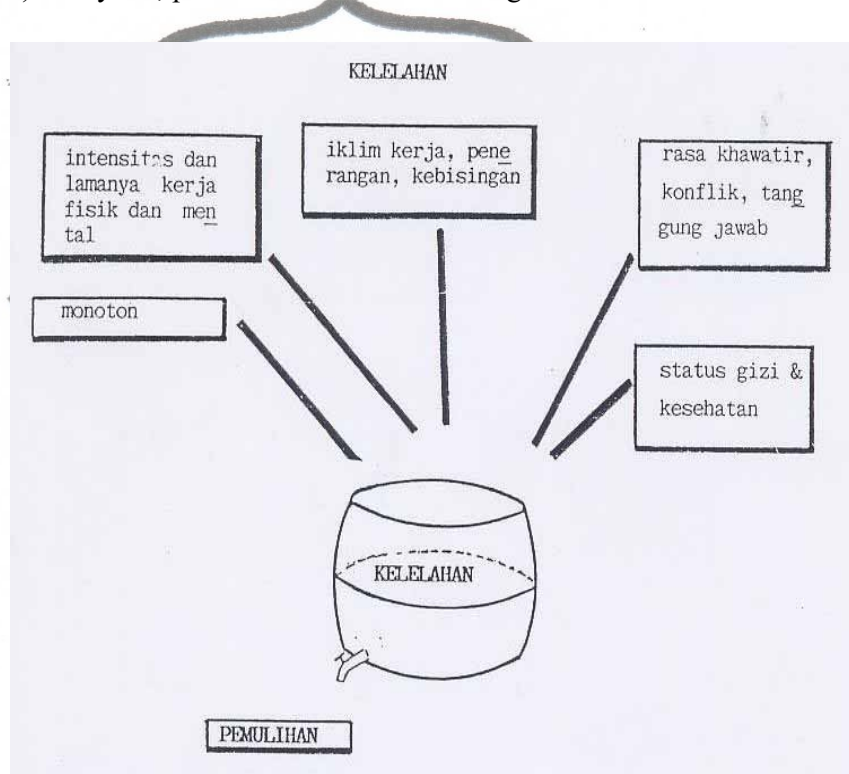 KELELAHAN
intensitas dan
lamanya kerja
fisik dan men
tal
iklim kerja, pene
rangan, kebisingan
rasa khawatir,
konflik, tang
gung jawab
monoton
status gizi &
kesehatan
KELELAHAN
PEMULIHAN